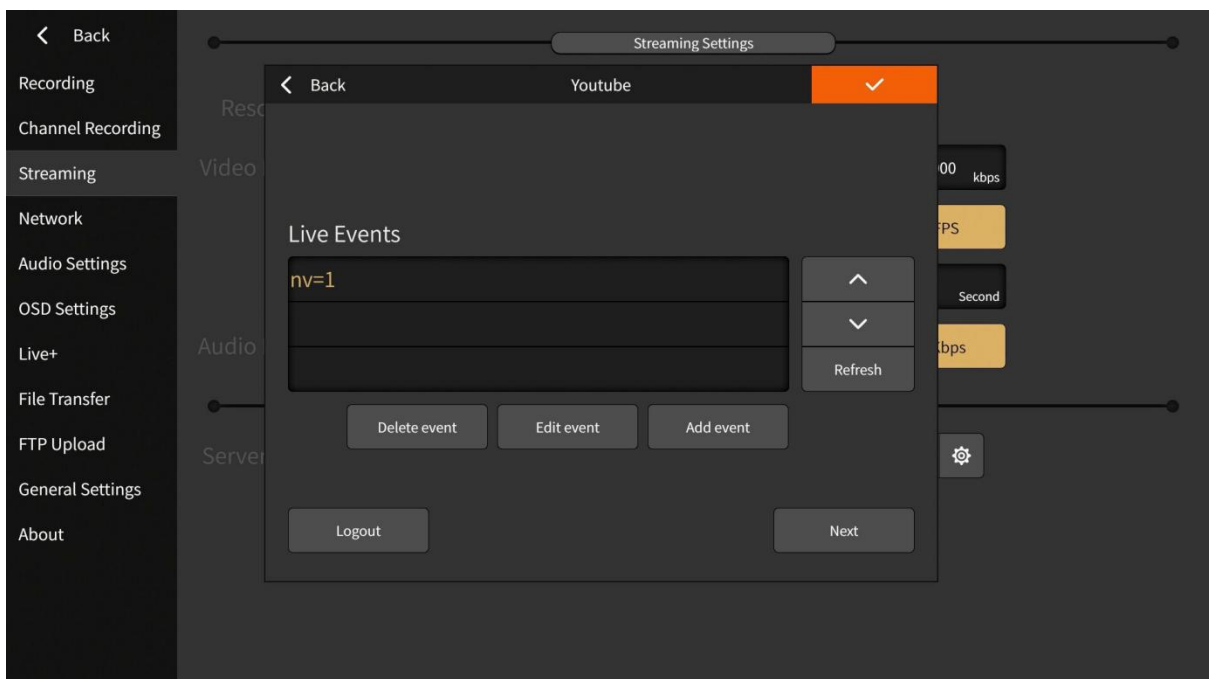 Back
Recording
Channel Recording
Streaming
Network
Audio Settings
OSD Settings
Live+
File Transfer
FTP Upload
General Settings
About
Streaming Settings
Back
Youtube
Video
00 kbps
FPS
Second
Audio
Kbps
Server
Live Events
nv=1
Refresh
Delete event
Edit event
Add event
Logout
Next